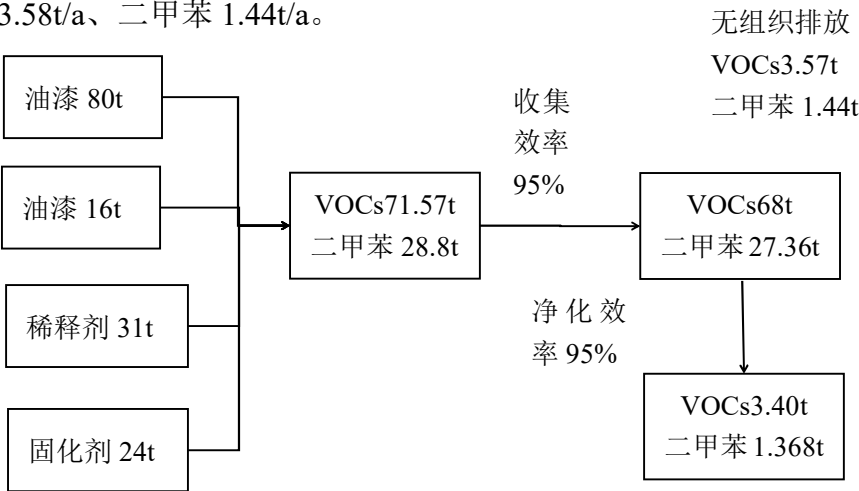 3.58t/a、二甲苯 1.44t/a。
无组织排放
VOCs3.57t
二甲苯 1.44t
油漆 80t
收集
效率
95%
油漆 16t
VOCs71.57t
二甲苯 28.8t
VOCs68t
二甲苯 27.36t
稀释剂 31t
净化效
率 95%
固化剂 24t
VOCs3.40t
二甲苯 1.368t